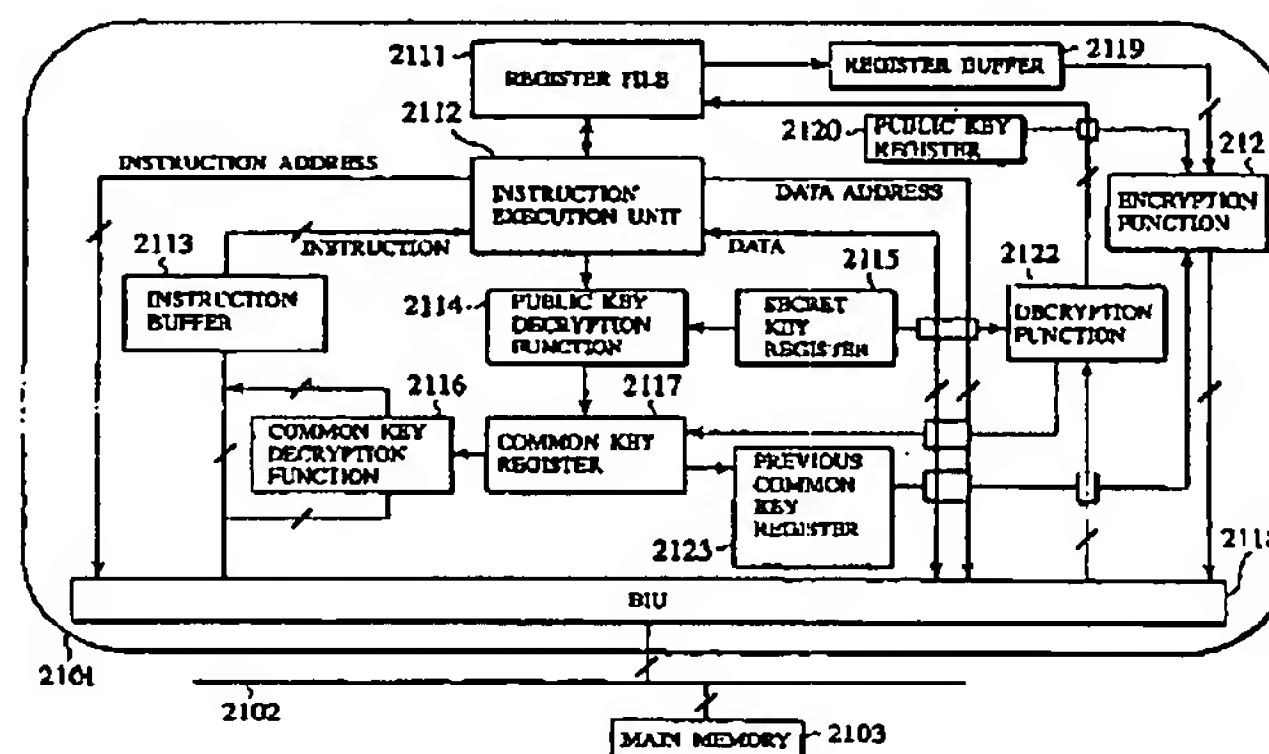 2111
REGISTER FILE
REGISTER BUFFER
2119
2112
2120
PUBLIC KEY
REGISTER
212
INSTRUCTION ADDRESS
INSTRUCTION
EXECUTION UNIT
DATA ADDRESS
ENCRYPTION
FUNCTION
2113
INSTRUCTION
DATA
2115
2122
INSTRUCTION
BUFFER
2114
PUBLIC KEY
DECRYPTION
FUNCTION
SECRET
KEY
REGISTER
DECRYPTION
FUNCTION
2116
2117
COMMON KEY
DECRYPTION
FUNCTION
COMMON KEY
REGISTER
PREVIOUS
COMMON
KEY
REGISTER
2123
211
BIU
2101
2102
MAIN MEMORY
2103